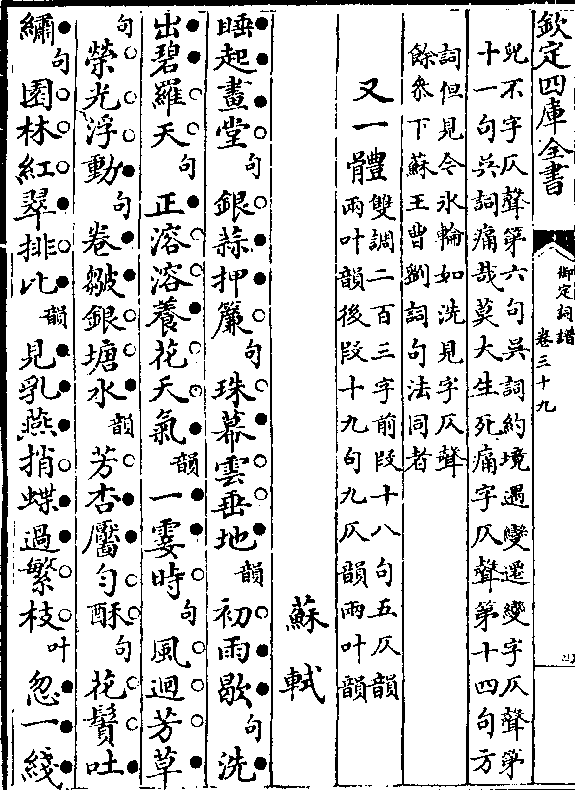 欽定四庫全書
御定詞譜
卷三十九
兕不字仄聲第六句吳詞約境遇變遷變字仄聲第
十一句吳詞痛哉莫大生死痛字仄聲第十四句方
詞但見令氷輪如洗見字仄聲
餘叅下蘇王曹劉詞句法同者
又一體雙調二百三字前段十八句五仄韻
兩叶韻後段十九句九仄韻兩叶韻
蘇軾
睡起畫堂句銀蒜押簾句珠幕雲垂地韻初雨歇句洗
出碧羅天句正溶溶養花天氣韻一霎時句風迴芳草
句榮光浮動句卷皺銀塘水韻芳杏靨勻酥句花鬢吐
繡句園林紅翠排比韻見乳燕捎蝶過繁枝叶忽一綫